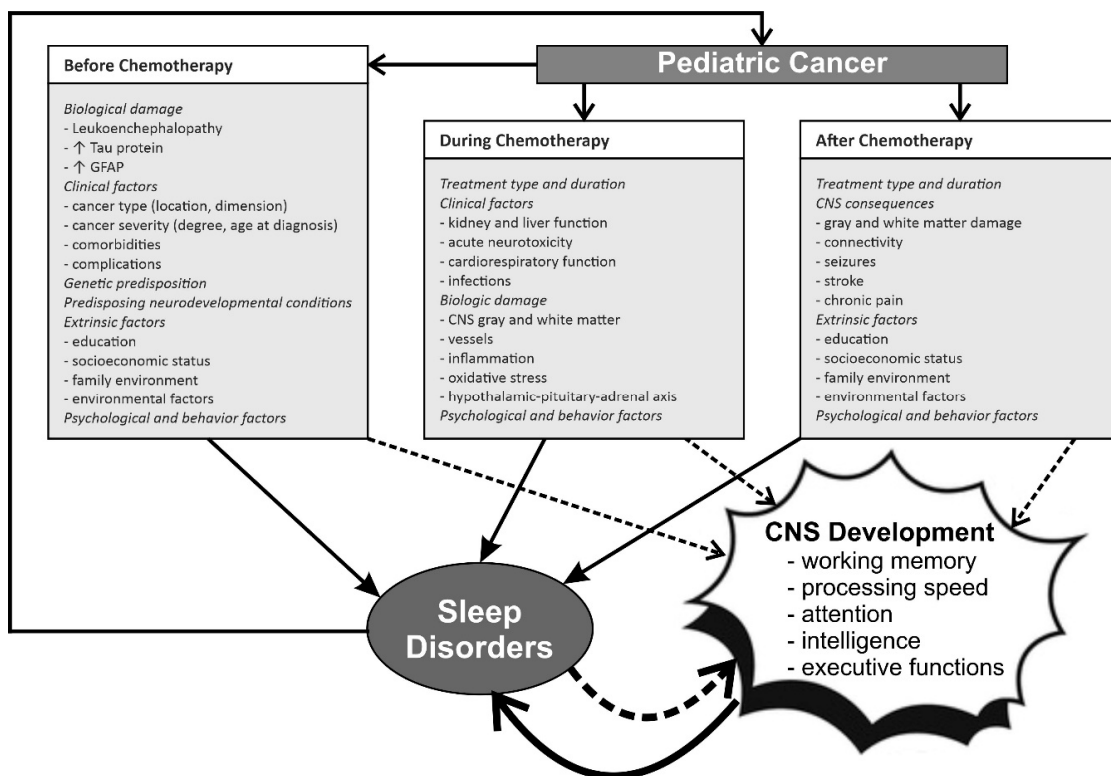 Pediatric Cancer
Before Chemotherapy
Biological damage
- Leukoenchephalopathy
- ↑ Tau protein
- ↑ GFAP
Clinical factors
- cancer type (location, dimension)
- cancer severity (degree, age at diagnosis)
- comorbidities
- complications
Genetic predisposition
Predisposing neurodevelopmental conditions
Extrinsic factors
- education
- socioeconomic status
- family environment
- environmental factors
Psychological and behavior factors
During Chemotherapy
Treatment type and duration
Clinical factors
- kidney and liver function
- acute neurotoxicity
- cardiorespiratory function
- infections
Biologic damage
- CNS gray and white matter
- vessels
- inflammation
- oxidative stress
- hypothalamic-pituitary-adrenal axis
Psychological and behavior factors
After Chemotherapy
Treatment type and duration
CNS consequences
- gray and white matter damage
- connectivity
- seizures
- stroke
- chronic pain
Extrinsic factors
- education
- socioeconomic status
- family environment
- environmental factors
Psychological and behavior factors
Sleep
Disorders
CNS Development
- working memory
- processing speed
- attention
- intelligence
- executive functions